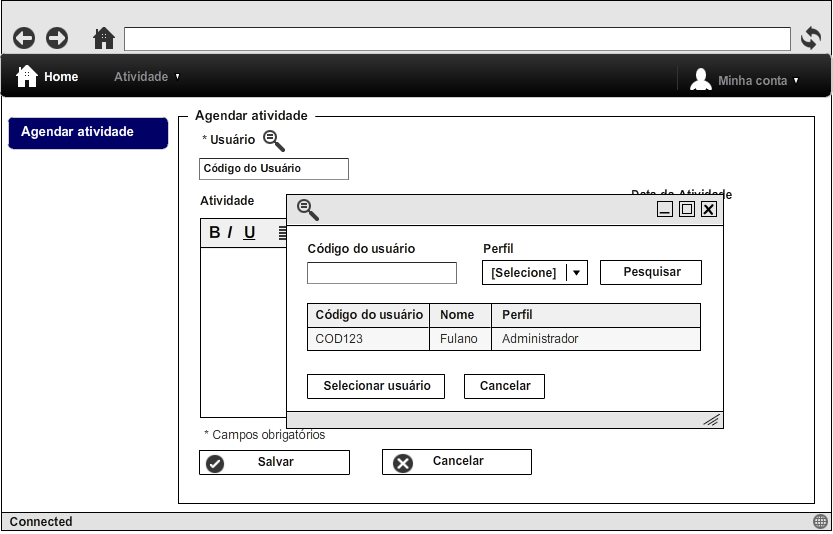 Home
Atividade
Minha conta
Agendar atividade
Agendar atividade
* Usuário
Código do Usuário
Atividade
Data da Atividade
B I U
Código do usuário
Perfil
[Selecione]
Pesquisar
Código do usuário Nome Perfil
COD123 Fulano Administrador
Selecionar usuário
Cancelar
* Campos obrigatórios
Salvar
Cancelar
Connected